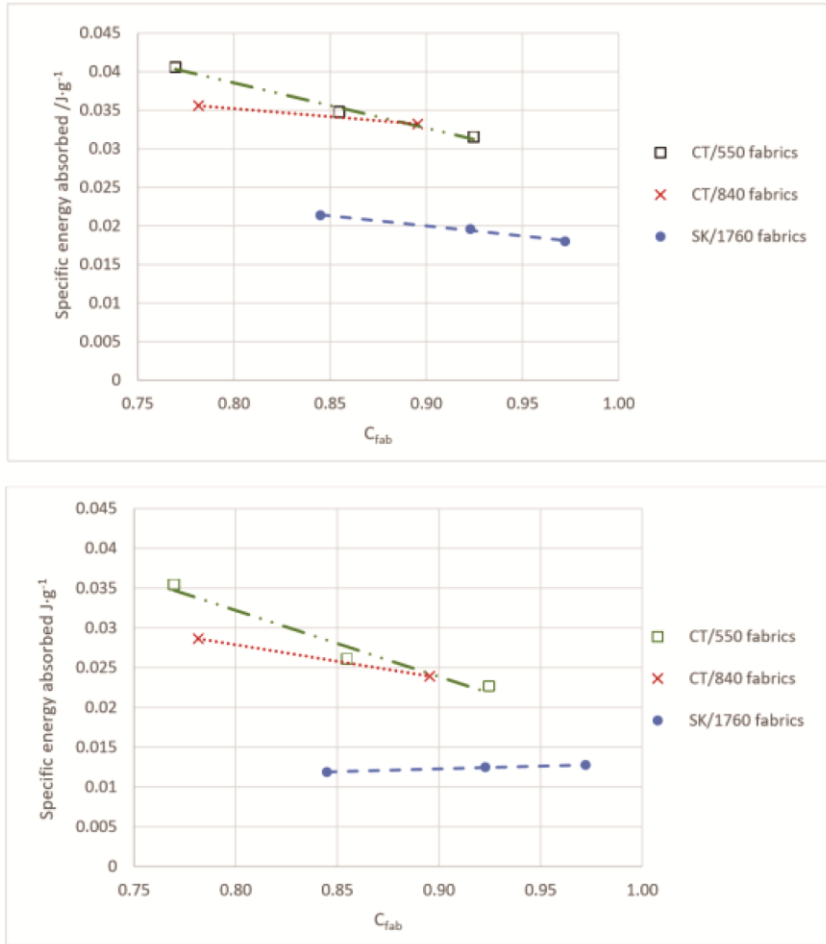 0.045
0.04
0.035
0.03
0.025
0.02
0.015
0.01
0.005
0
Specific energy absorbed /J·g⁻¹
0.75 0.80 0.85 0.90 0.95 1.00
C_fab
CT/550 fabrics
CT/840 fabrics
SK/1760 fabrics
0.045
0.04
0.035
0.03
0.025
0.02
0.015
0.01
0.005
0
Specific energy absorbed J·g⁻¹
0.75 0.80 0.85 0.90 0.95 1.00
C_fab
CT/550 fabrics
CT/840 fabrics
SK/1760 fabrics